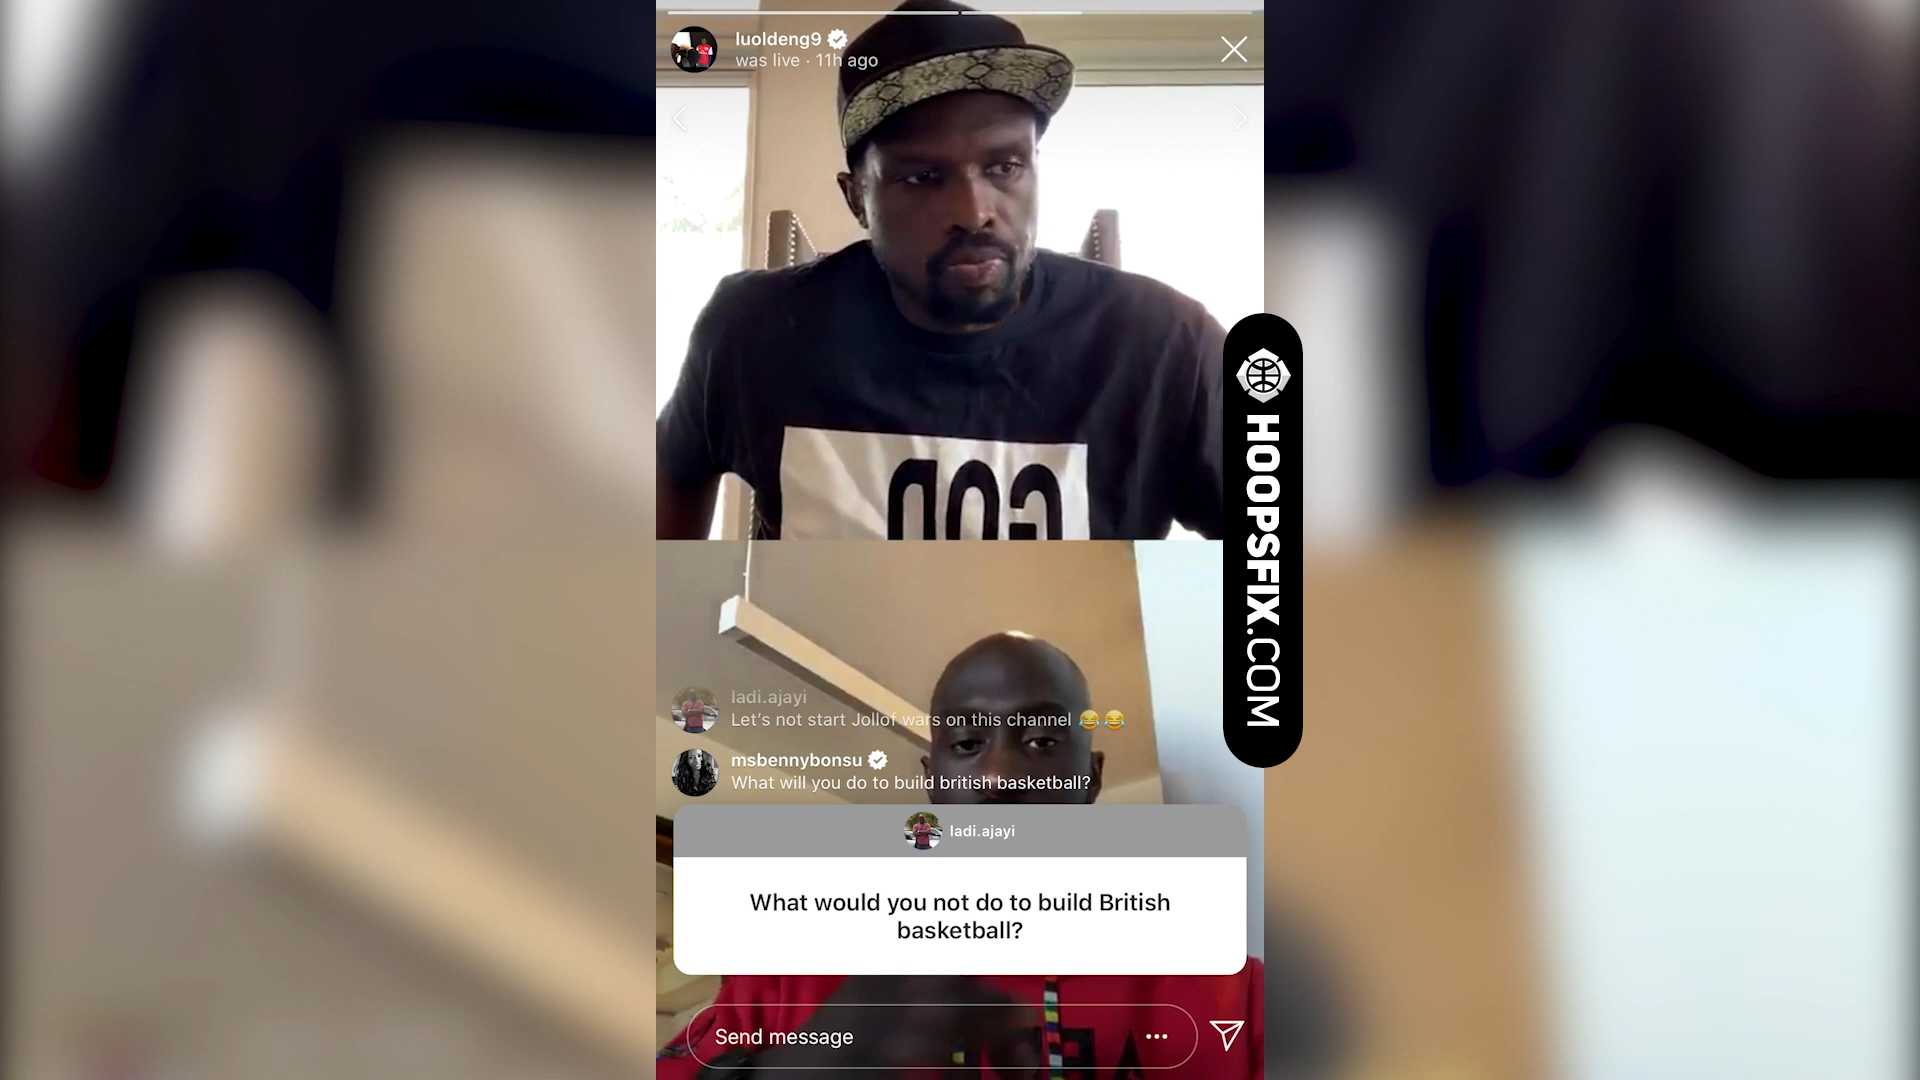 luoldeng9
was live · 11h ago
ladi.ajayi
Let's not start Jollof wars on this channel 😂😂
msbennybonsu
What will you do to build british basketball?
ladi.ajayi
What would you not do to build British
basketball?
Send message
HOOPSFIX.COM